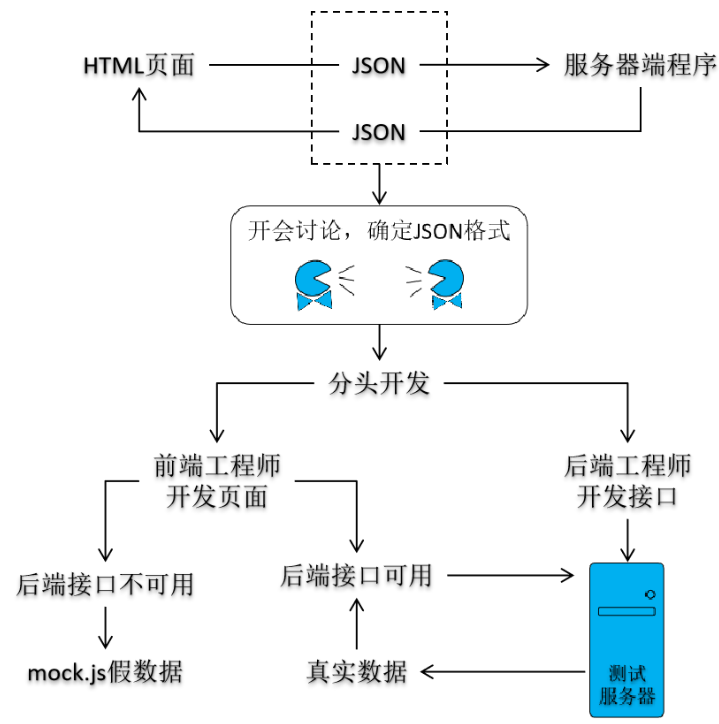 HTML页面
JSON
服务器端程序
JSON
开会讨论，确定JSON格式
分头开发
前端工程师
开发页面
后端工程师
开发接口
后端接口不可用
后端接口可用
mock.js假数据
真实数据
测试
服务器